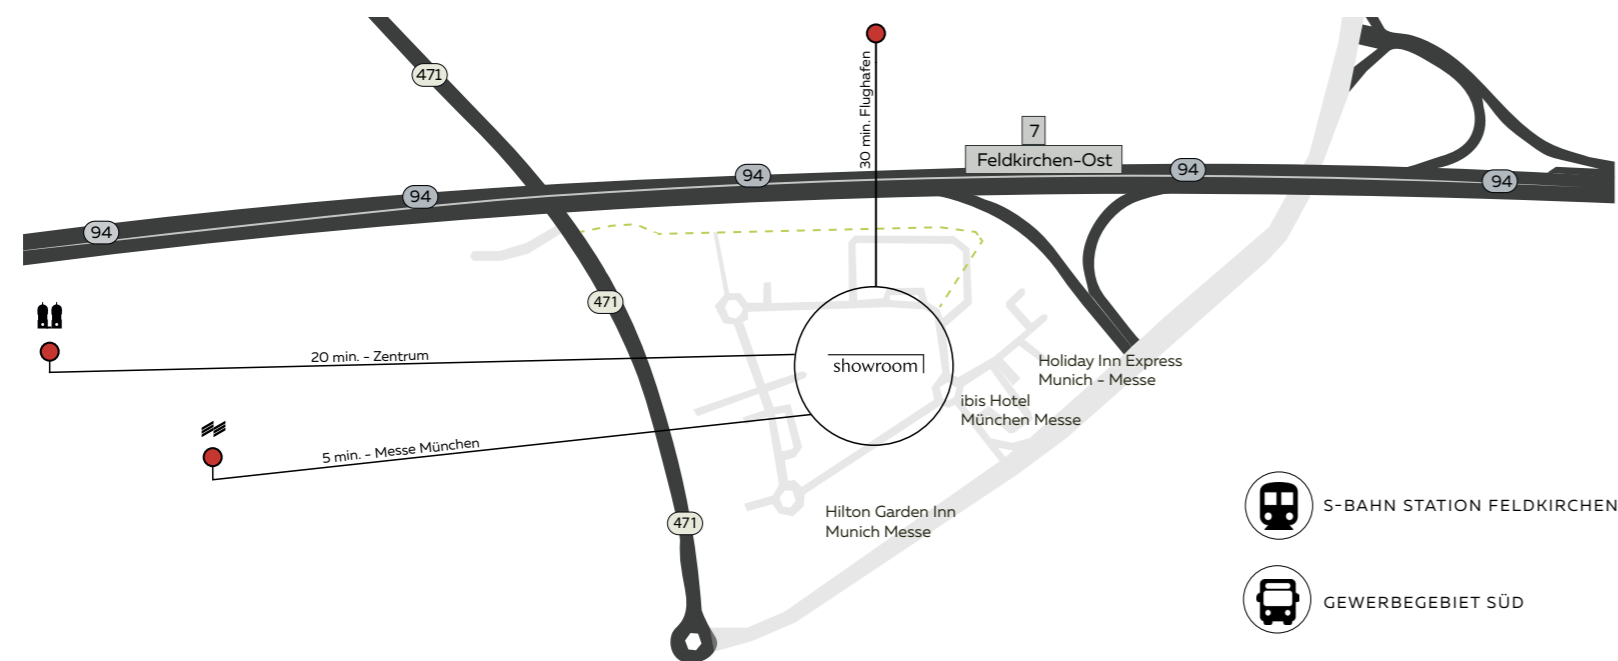 471
30 min. Flughafen
7
Feldkirchen-Ost
94
94
94
94
94
471
20 min. - Zentrum
showroom
Holiday Inn Express
Munich - Messe
ibis Hotel
München Messe
5 min. - Messe München
471
Hilton Garden Inn
Munich Messe
S-BAHN STATION FELDKIRCHEN
GEWERBEGEBIET SÜD